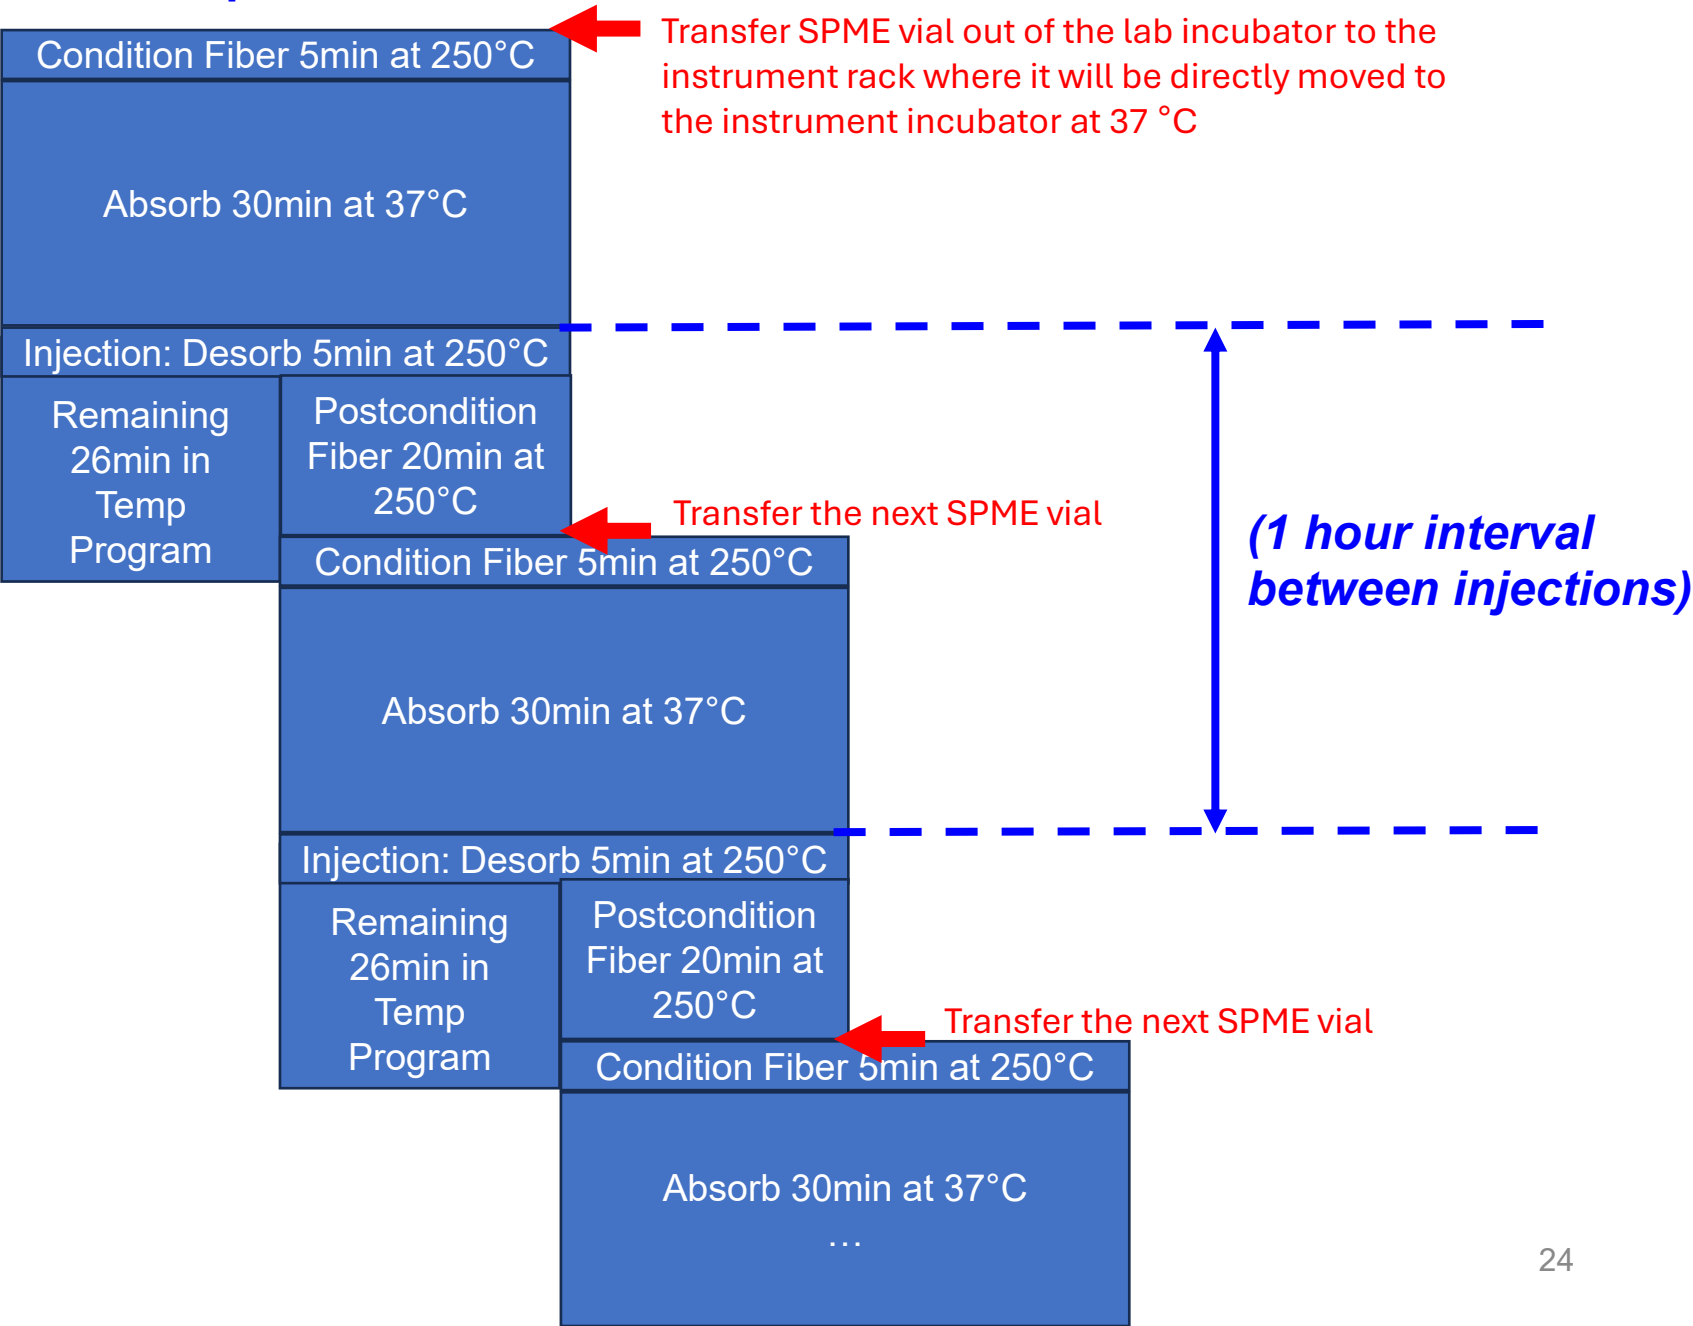 Condition Fiber 5min at 250°C
Transfer SPME vial out of the lab incubator to the
instrument rack where it will be directly moved to
the instrument incubator at 37 °C
Absorb 30min at 37°C
Injection: Desorb 5min at 250°C
Remaining
26min in
Temp
Program
Postcondition
Fiber 20min at
250°C
Transfer the next SPME vial
(1 hour interval
between injections)
Condition Fiber 5min at 250°C
Absorb 30min at 37°C
Injection: Desorb 5min at 250°C
Remaining
26min in
Temp
Program
Postcondition
Fiber 20min at
250°C
Transfer the next SPME vial
Condition Fiber 5min at 250°C
Absorb 30min at 37°C
...
24